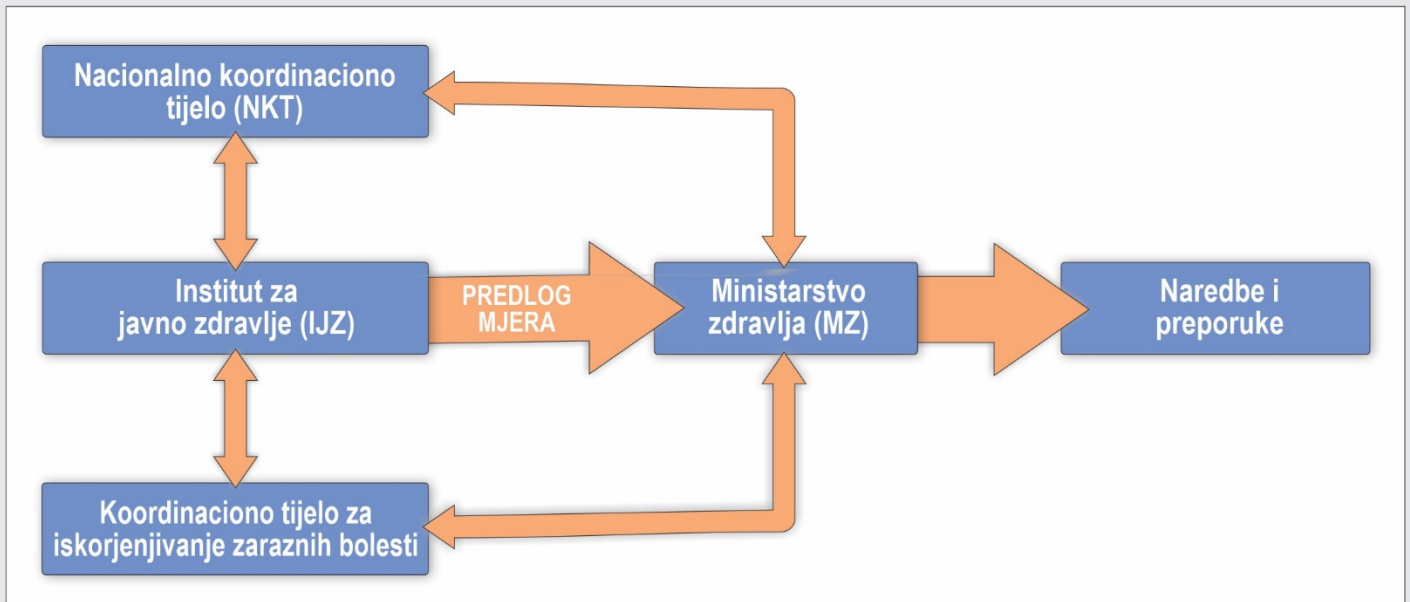 Nacionalno koordinaciono
tijelo (NKT)
Institut za
javno zdravlje (IJZ)
PREDLOG
MJERA
Ministarstvo
zdravlja (MZ)
Naredbe i
preporuke
Koordinaciono tijelo za
iskorjenjivanje zaraznih bolesti